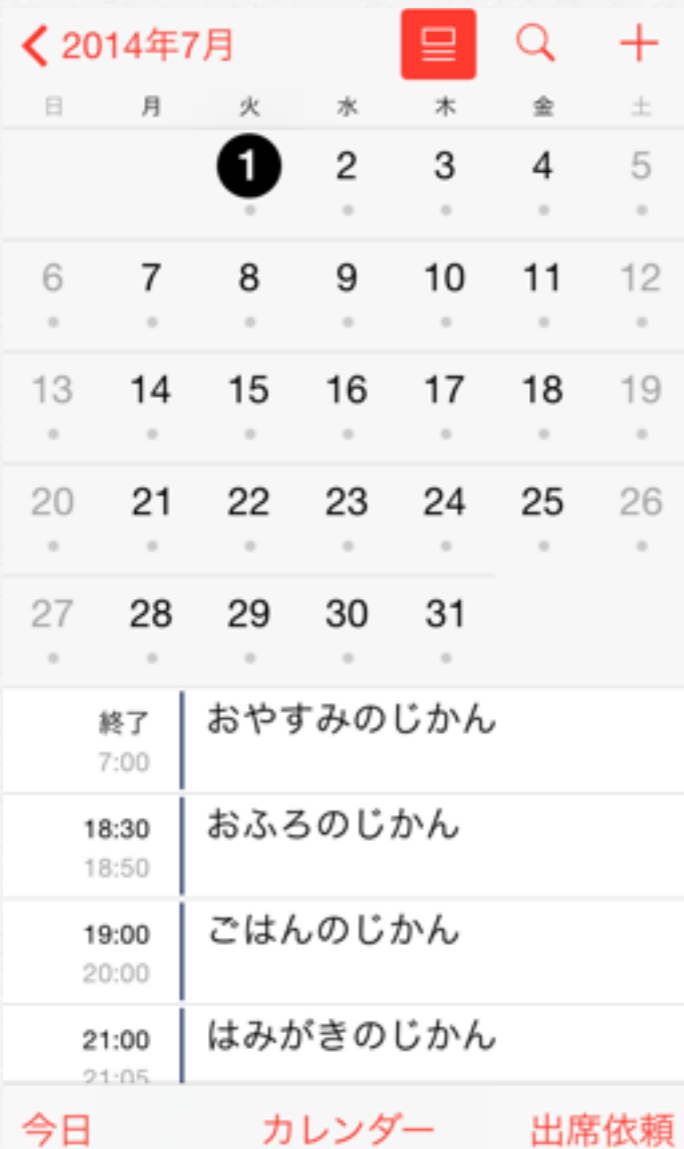 2014年7月
日 月 火 水 木 金 土
1 2 3 4 5
6 7 8 9 10 11 12
13 14 15 16 17 18 19
20 21 22 23 24 25 26
27 28 29 30 31
終了 おやすみのじかん
7:00
18:30 おふろのじかん
18:50
19:00 ごはんのじかん
20:00
21:00 はみがきのじかん
21:05
今日 カレンダー 出席依頼